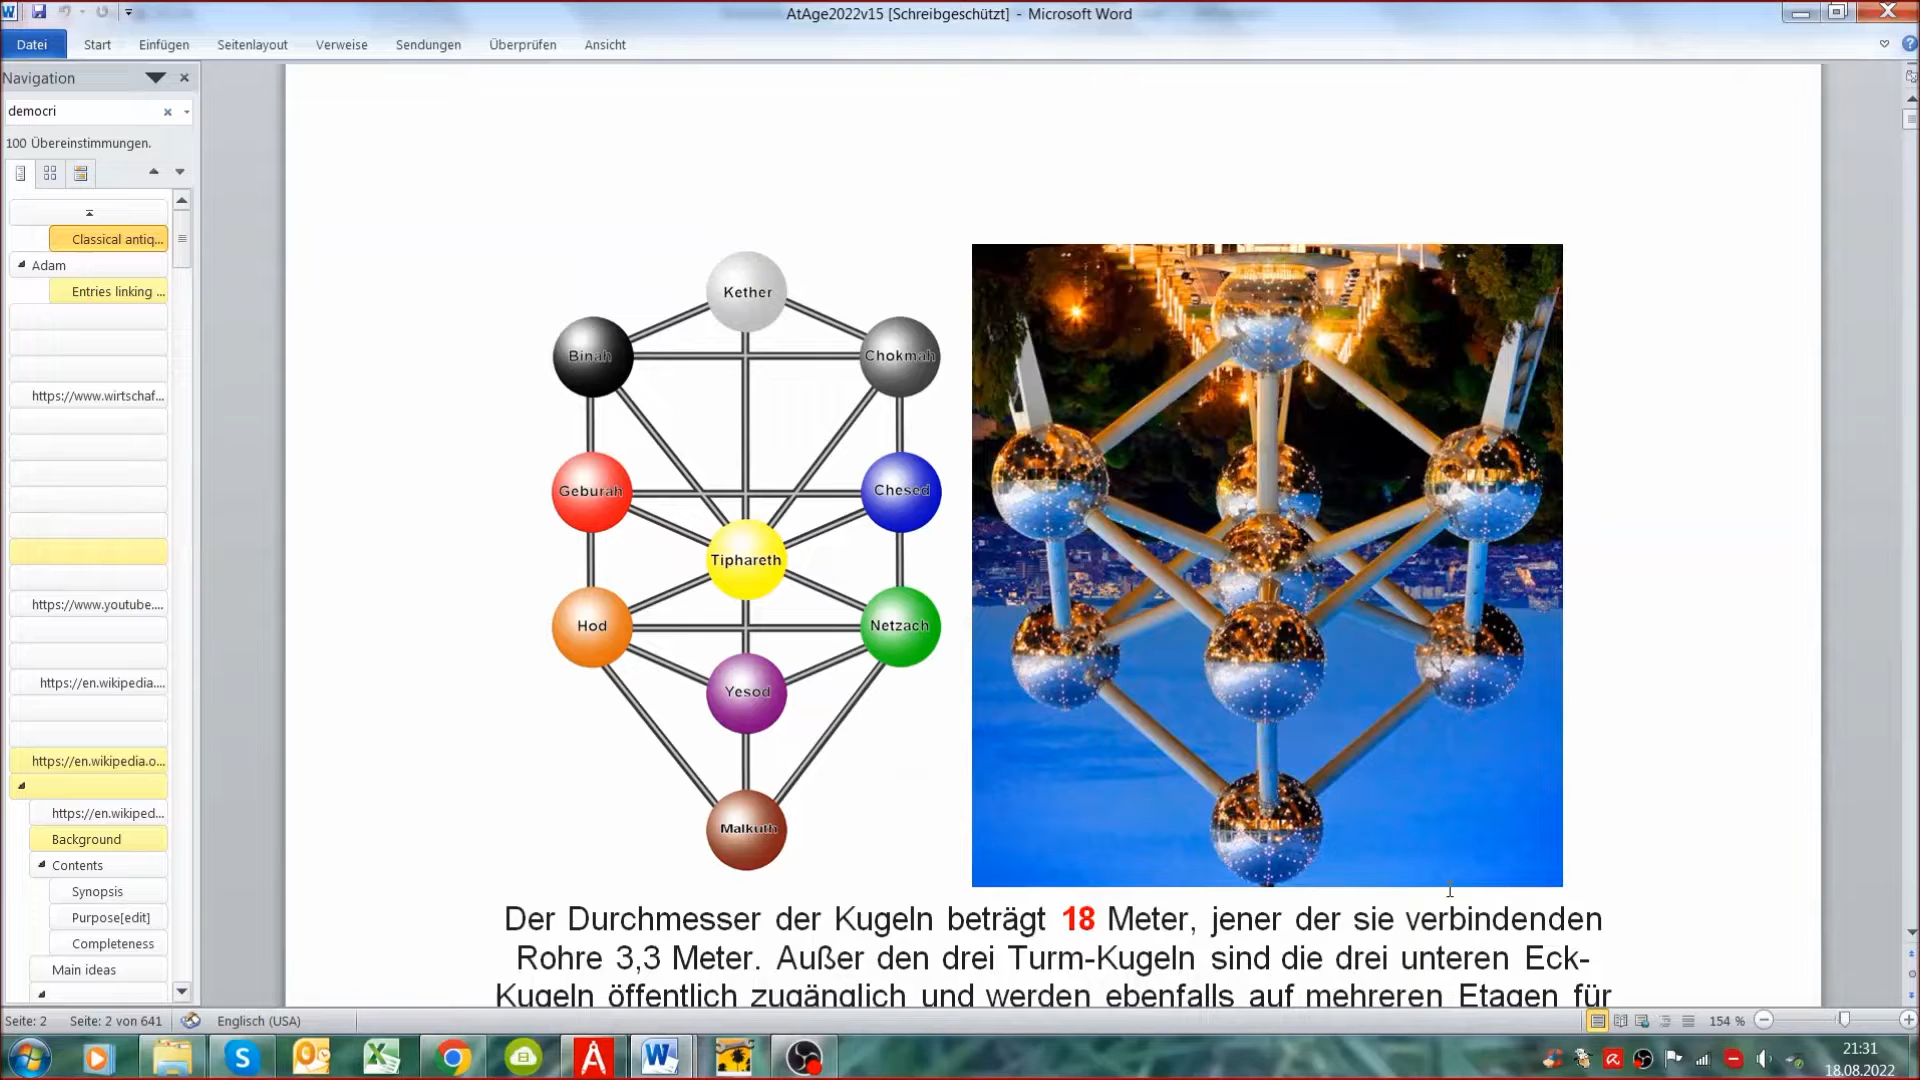 AtAge2022v15 [Schreibgeschützt] - Microsoft Word
Datei Start Einfügen Seitenlayout Verweise Sendungen Überprüfen Ansicht
Navigation
democri
100 Übereinstimmungen.
Classical antiq...
Adam
Entries linking ...
https://www.wirtschaf...
https://www.youtube....
https://en.wikipedia....
https://en.wikipedia.o...
https://en.wikiped...
Background
Contents
Synopsis
Purpose[edit]
Completeness
Main ideas
Kether
Binah
Chokmah
Geburah
Chesed
Tiphareth
Hod
Netzach
Yesod
Malkuth
Der Durchmesser der Kugeln beträgt 18 Meter, jener der sie verbindenden
Rohre 3,3 Meter. Außer den drei Turm-Kugeln sind die drei unteren Eck-
Kugeln öffentlich zugänglich und werden ebenfalls auf mehreren Etagen für
Seite: 2 Seite: 2 von 641 Englisch (USA) 154 %
21:31
18.08.2022